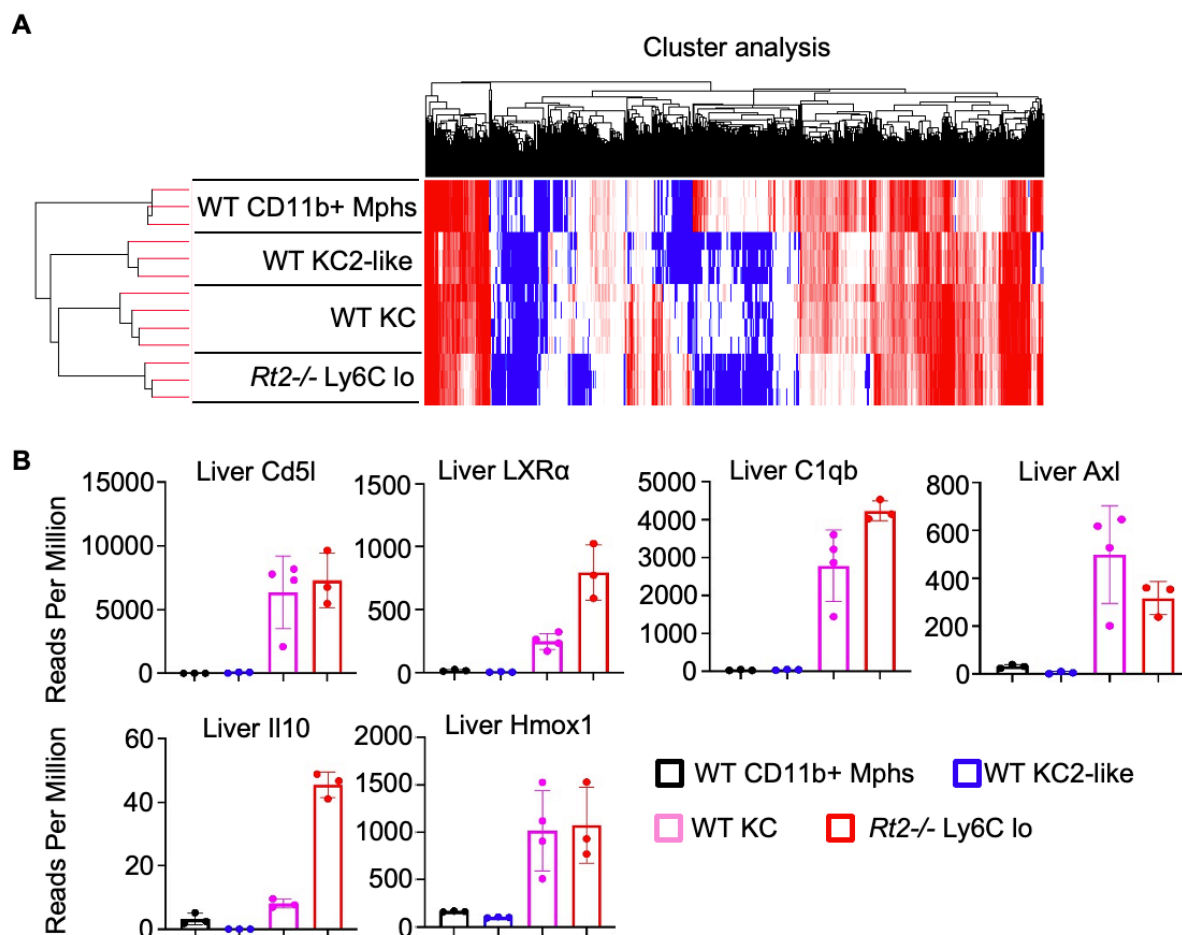 A
Cluster analysis
WT CD11b+ Mphs
WT KC2-like
WT KC
Rt2-/- Ly6C lo
B
Reads Per Million
Liver Cd5l
15000
10000
5000
0
Liver LXRα
1500
1000
500
0
Liver C1qb
5000
4000
3000
2000
1000
0
Liver Axl
800
600
400
200
0
Reads Per Million
Liver Il10
60
40
20
0
Liver Hmox1
2000
1500
1000
500
0
WT CD11b+ Mphs
WT KC2-like
WT KC
Rt2-/- Ly6C lo